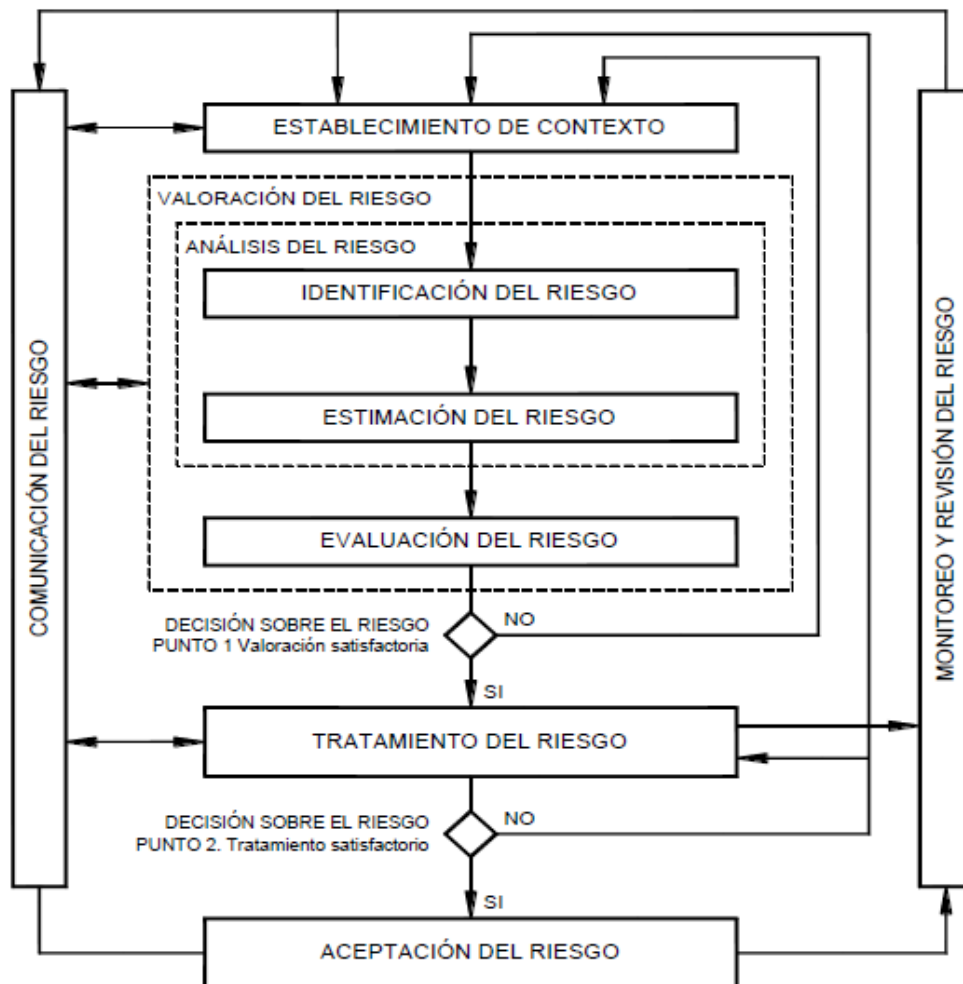 ESTABLECIMIENTO DE CONTEXTO
VALORACIÓN DEL RIESGO
ANÁLISIS DEL RIESGO
IDENTIFICACIÓN DEL RIESGO
ESTIMACIÓN DEL RIESGO
EVALUACIÓN DEL RIESGO
DECISIÓN SOBRE EL RIESGO
PUNTO 1 Valoración satisfactoria
NO
SI
TRATAMIENTO DEL RIESGO
DECISIÓN SOBRE EL RIESGO
PUNTO 2. Tratamiento satisfactorio
NO
SI
ACEPTACIÓN DEL RIESGO
COMUNICACIÓN DEL RIESGO
MONITOREO Y REVISIÓN DEL RIESGO